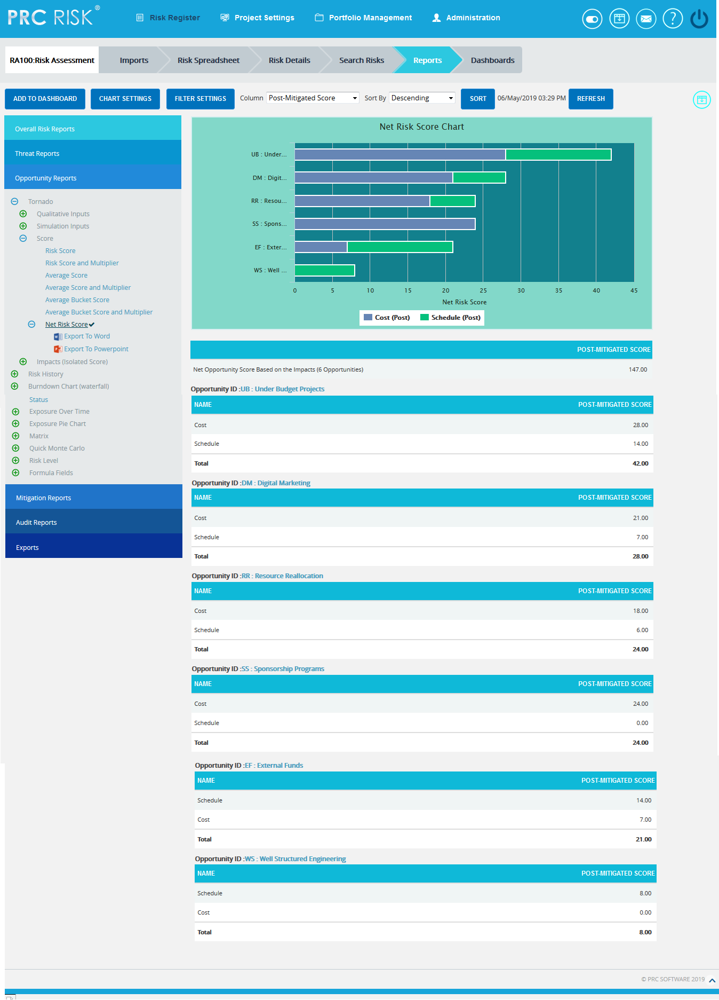 PRC RISK®
Risk Register
Project Settings
Portfolio Management
Administration
RA100:Risk Assessment
Imports
Risk Spreadsheet
Risk Details
Search Risks
Reports
Dashboards
ADD TO DASHBOARD
CHART SETTINGS
FILTER SETTINGS
Column
Post-Mitigated Score
Sort By
Descending
SORT
06/May/2019 03:29 PM
REFRESH
Overall Risk Reports
Threat Reports
Opportunity Reports
Tornado
Qualitative Inputs
Simulation Inputs
Score
Risk Score
Risk Score and Multiplier
Average Score
Average Score and Multiplier
Average Bucket Score
Average Bucket Score and Multiplier
Net Risk Score
Export To Word
Export To Powerpoint
Impacts (Isolated Score)
Risk History
Burndown Chart (waterfall)
Status
Exposure Over Time
Exposure Pie Chart
Matrix
Quick Monte Carlo
Risk Level
Formula Fields
Mitigation Reports
Audit Reports
Exports
Net Risk Score Chart
UB : Under...
DM : Digit...
RR : Resou...
SS : Spons...
EF : Exter...
WS : Well ...
0 5 10 15 20 25 30 35 40 45
Net Risk Score
Cost (Post) Schedule (Post)
POST-MITIGATED SCORE
Net Opportunity Score Based on the Impacts (6 Opportunities) 147.00
Opportunity ID :UB : Under Budget Projects
NAME POST-MITIGATED SCORE
Cost 28.00
Schedule 14.00
Total 42.00
Opportunity ID :DM : Digital Marketing
NAME POST-MITIGATED SCORE
Cost 21.00
Schedule 7.00
Total 28.00
Opportunity ID :RR : Resource Reallocation
NAME POST-MITIGATED SCORE
Cost 18.00
Schedule 6.00
Total 24.00
Opportunity ID :SS : Sponsorship Programs
NAME POST-MITIGATED SCORE
Cost 24.00
Schedule 0.00
Total 24.00
Opportunity ID :EF : External Funds
NAME POST-MITIGATED SCORE
Schedule 14.00
Cost 7.00
Total 21.00
Opportunity ID :WS : Well Structured Engineering
NAME POST-MITIGATED SCORE
Schedule 8.00
Cost 0.00
Total 8.00
© PRC SOFTWARE 2019